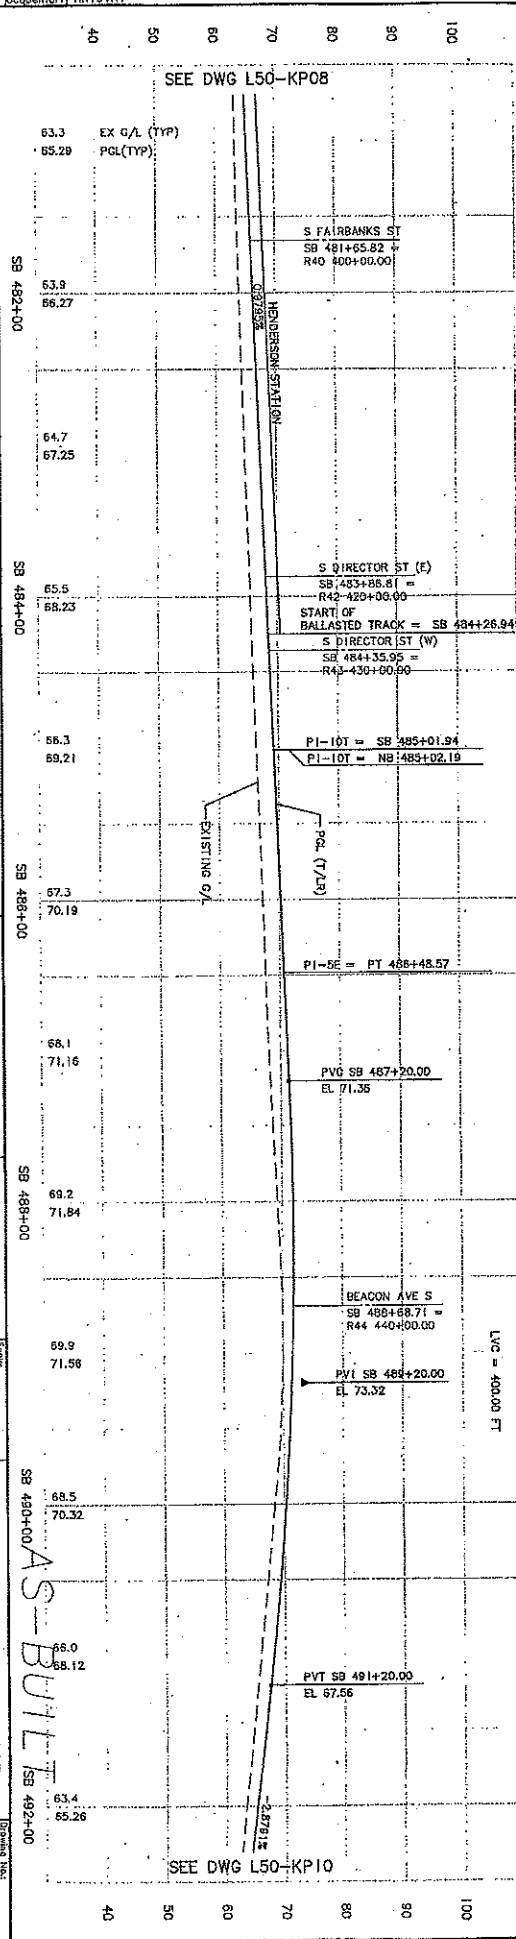 40
50
60
70
80
90
100
SEE DWG L50-KP08
63.3 EX G/L (TYP)
65.29 PGL(TYP)
S FAIRBANKS ST
SB 481+65.82 =
R40 400+00.00
63.9
66.27
SB 482+00
0.9795%
HENDERSON STATION
64.7
67.25
S DIRECTOR ST (E)
SB 483+86.81 =
R42 420+00.00
65.5
68.23
SB 484+00
START OF
BALLASTED TRACK = SB 484+26.94
S DIRECTOR ST (W)
SB 484+35.95 =
R43 430+00.00
66.3
69.21
PI-10T = SB 485+01.94
PI-10T = NB 485+02.19
EXISTING G/L
PGL (T/LR)
67.3
70.19
SB 486+00
PI-5E = PT 486+48.57
68.1
71.16
PVC SB 487+20.00
EL 71.36
69.2
71.84
SB 488+00
BEACON AVE S
SB 488+68.71 =
R44 440+00.00
LVC = 400.00 FT
69.9
71.56
PVI SB 489+20.00
EL 73.32
68.5
70.32
SB 490+00
AS-BUILT
66.0
68.12
PVT SB 491+20.00
EL 67.56
63.4
65.26
SB 492+00
-2.8791%
SEE DWG L50-KP10
40
50
60
70
80
90
100
Drawing No.: